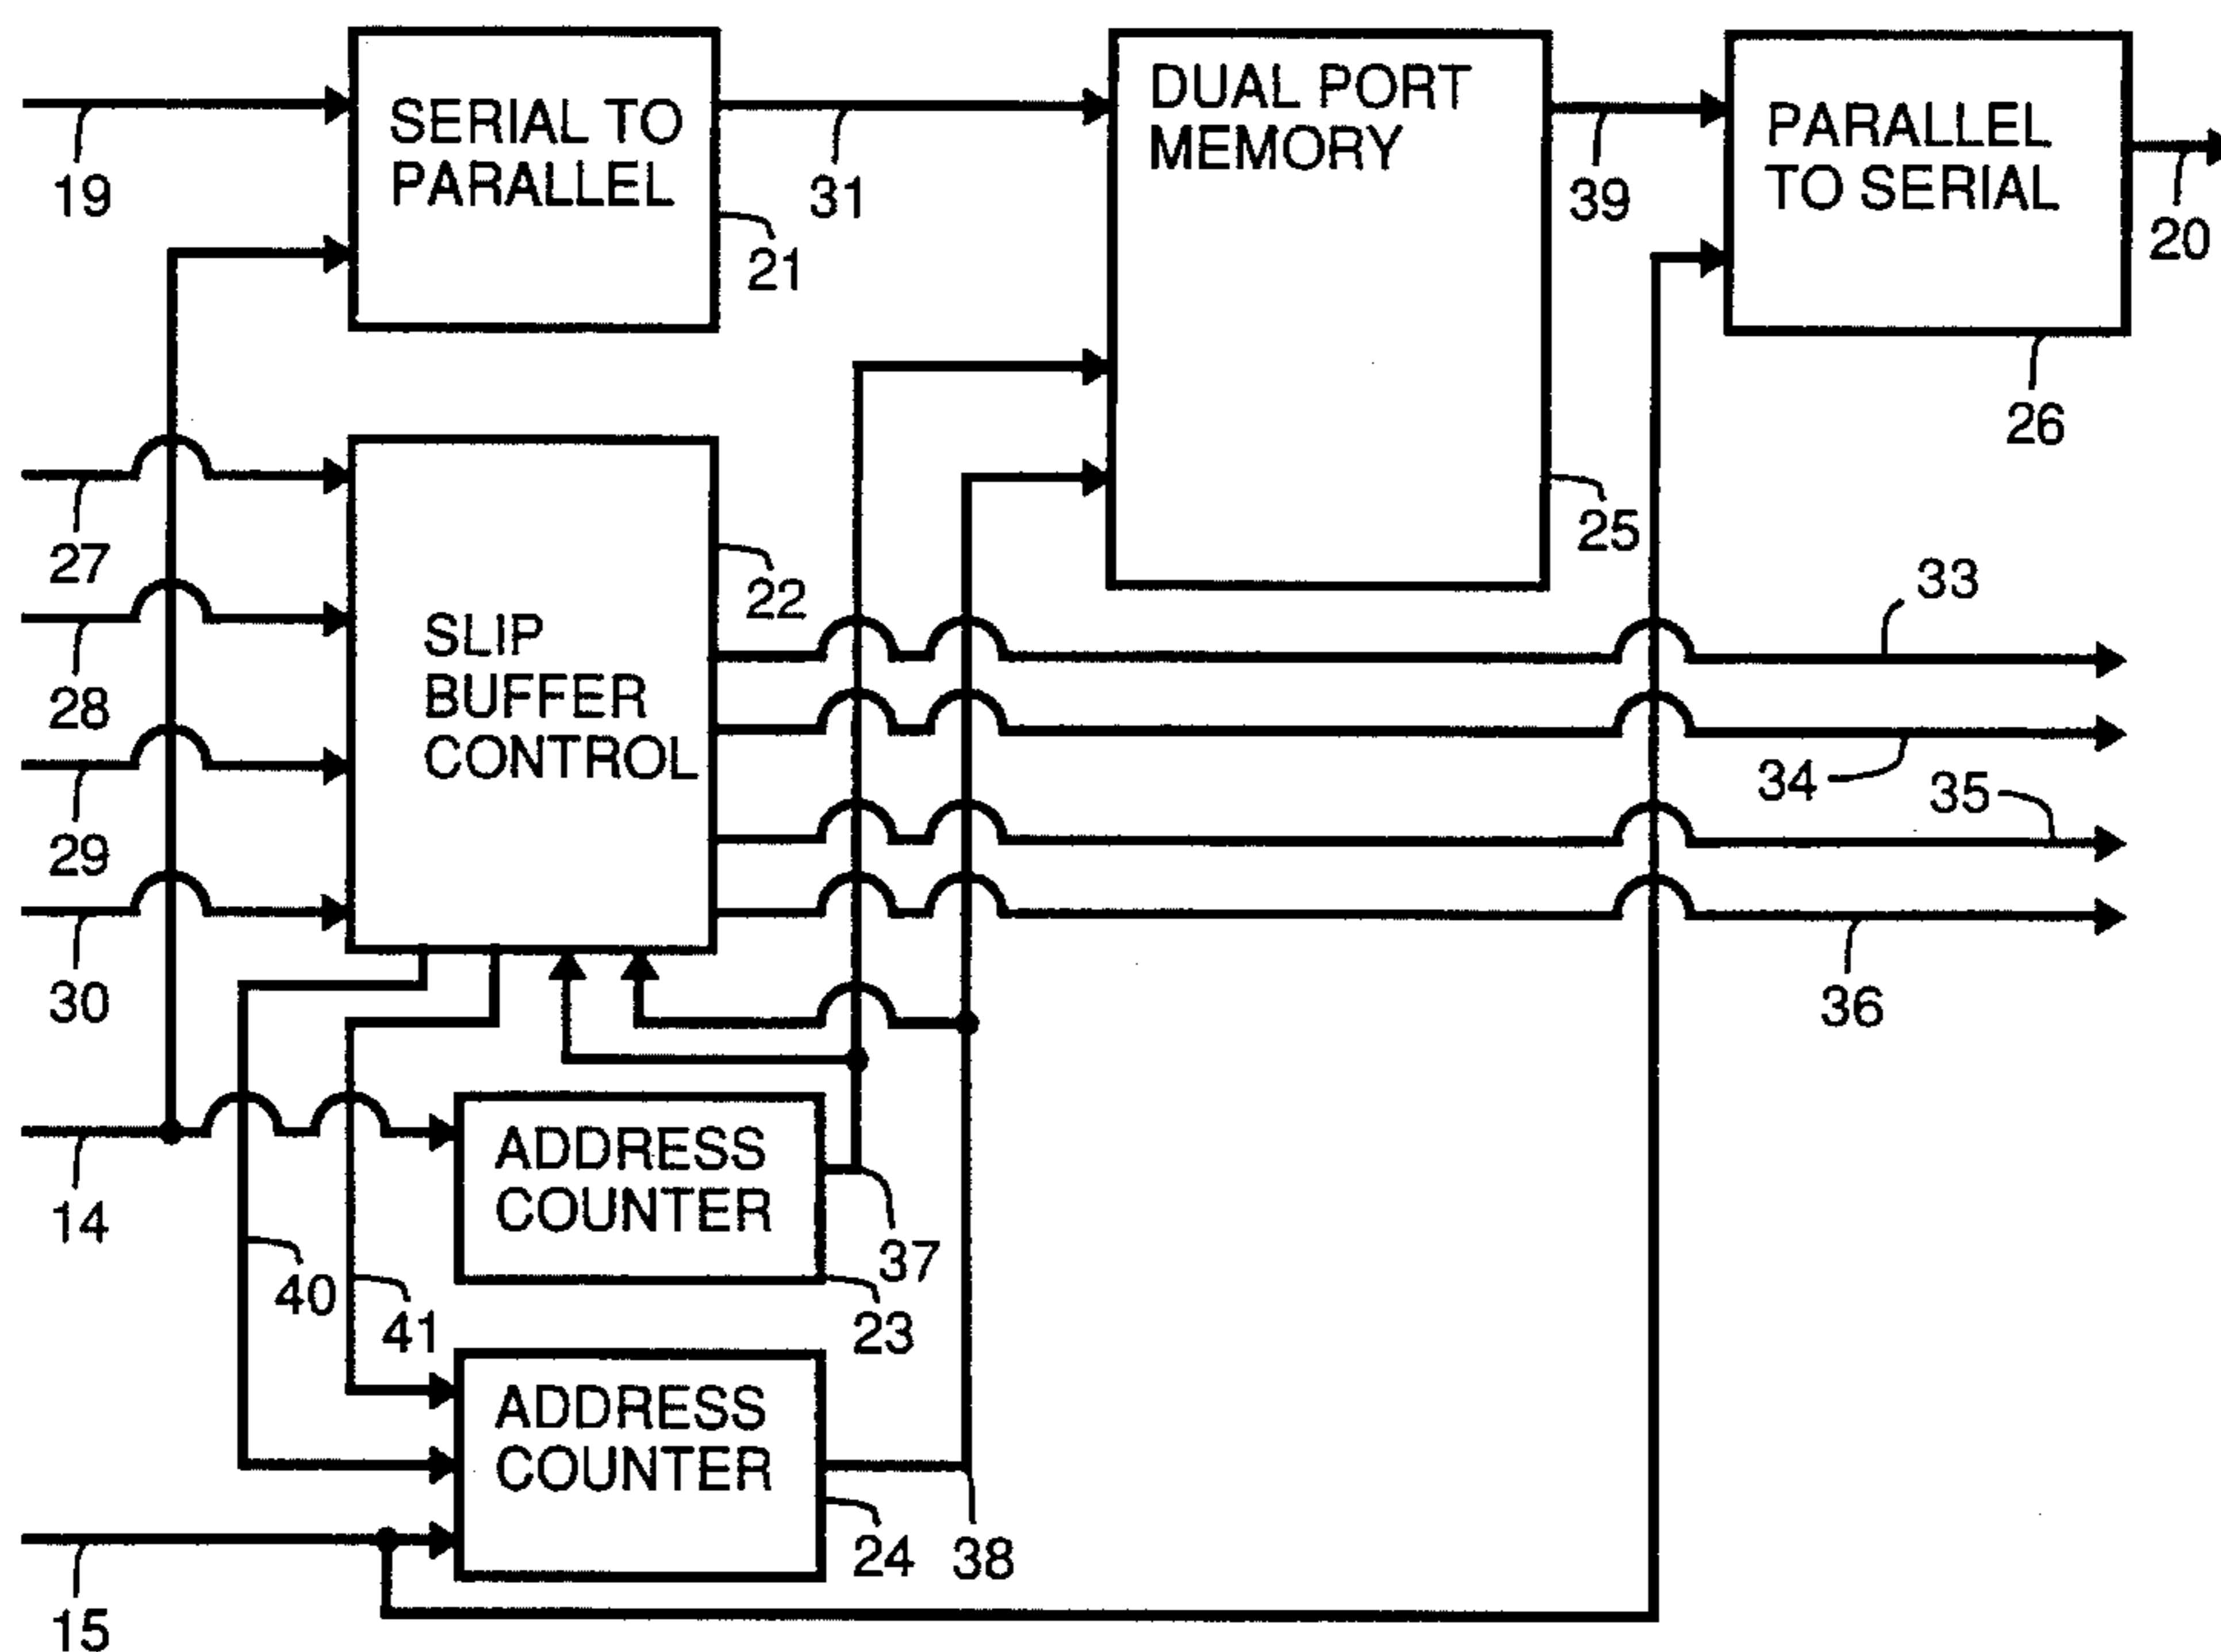 SERIAL TO
PARALLEL
DUAL PORT
MEMORY
PARALLEL
TO SERIAL
19
31
39
20
21
26
27
22
25
28
SLIP
BUFFER
CONTROL
33
34
35
29
30
36
14
ADDRESS
COUNTER
37
40
41
23
ADDRESS
COUNTER
24
38
15